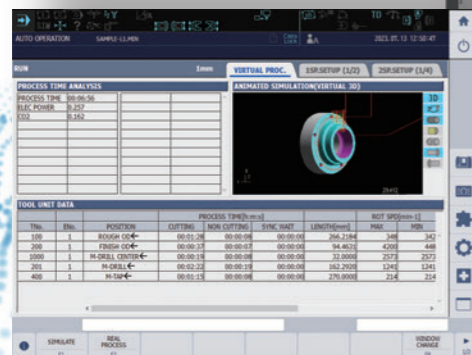 TO
AUTO OPERATION SAMPLE-L1.MEN 2021.07.13 12:50:47
RUN 1mm VIRTUAL PROC. 1SP.SETUP (1/2) 2SP.SETUP (1/4)
PROCESS TIME ANALYSIS ANIMATED SIMULATION(VIRTUAL 3D)
PROCESS TIME 00:06:56
ELEC POWER 0.257
CO2 0.162
3D
TOOL UNIT DATA
PROCESS TIME[h:m:s] ROT SPD[min-1]
TNo. ENo. POSITION CUTTING NON CUTTING SYNC WAIT LENGTH[mm] MAX MIN
100 1 ROUGH OD← 00:01:28 00:00:08 00:00:00 266.2184 348 342
200 1 FINISH OD← 00:00:37 00:00:07 00:00:00 94.4631 4200 448
1000 1 M-DRILL CENTER← 00:00:19 00:00:08 00:00:00 32.0000 2573 2573
201 1 M-DRILL← 00:02:22 00:00:19 00:00:00 162.2920 1241 1241
400 1 M-TAP← 00:01:15 00:00:08 00:00:00 270.0000 214 214
SIMULATE REAL PROCESS WINDOW CHANGE